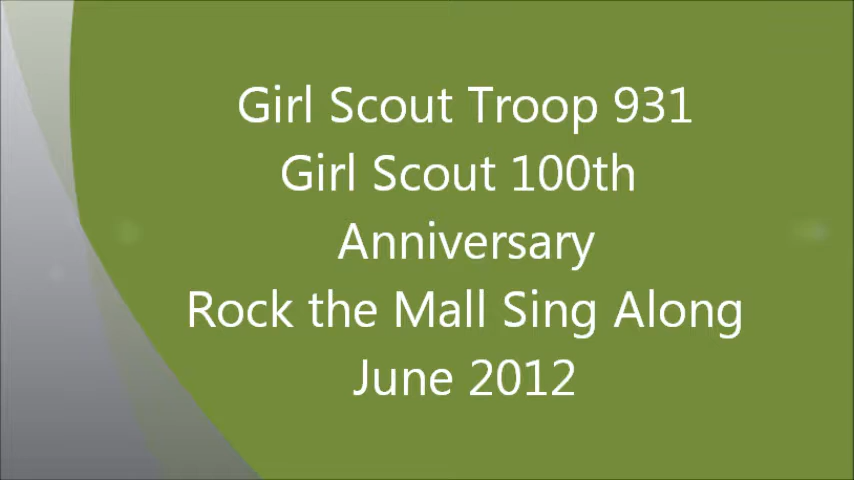 Girl Scout Troop 931
Girl Scout 100th
Anniversary
Rock the Mall Sing Along
June 2012